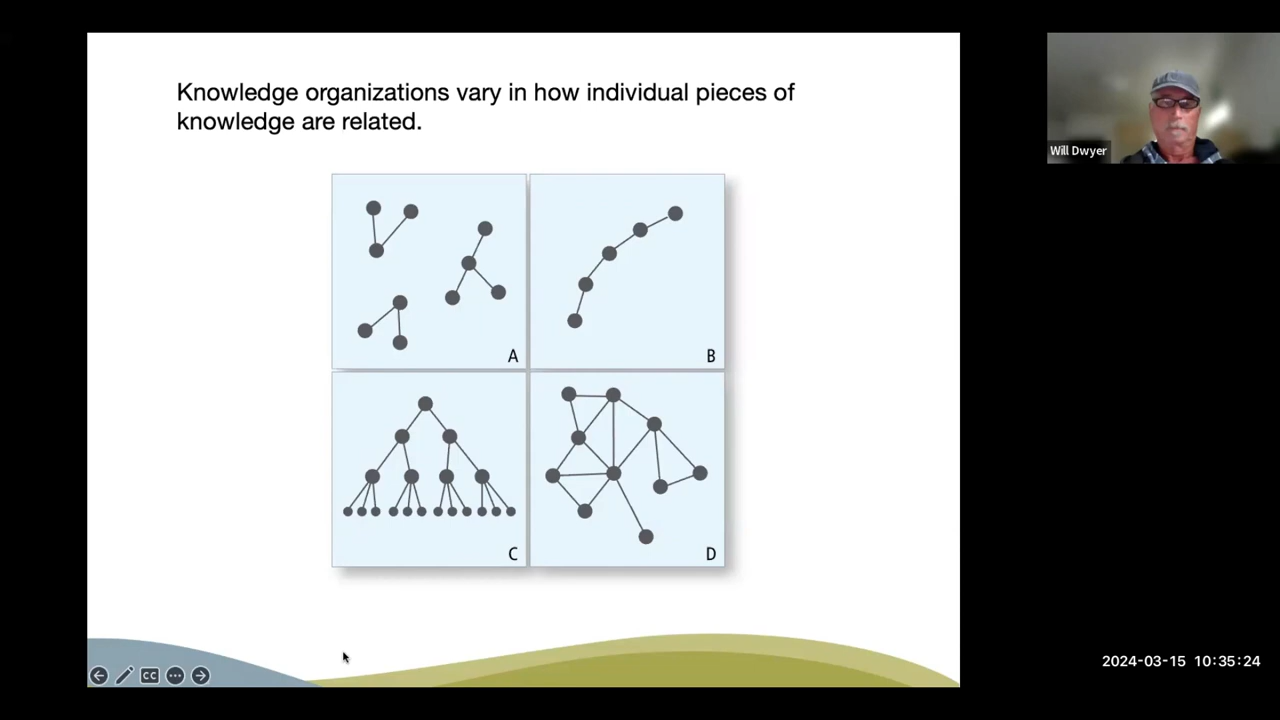 Knowledge organizations vary in how individual pieces of
knowledge are related.
Will Dwyer
A
B
C
D
CC
2024-03-15 10:35:24